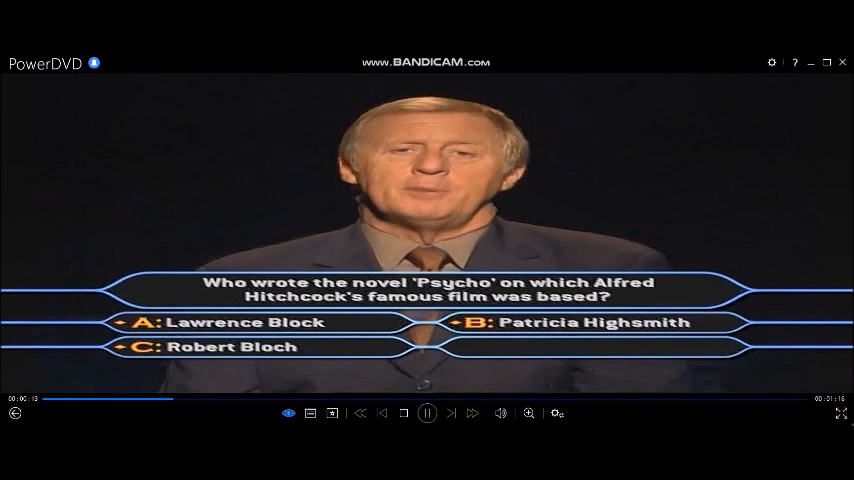 PowerDVD
www.BANDICAM.com
?
Who wrote the novel 'Psycho' on which Alfred
Hitchcock's famous film was based?
A: Lawrence Block
B: Patricia Highsmith
C: Robert Bloch
00:00:13
00:01:16